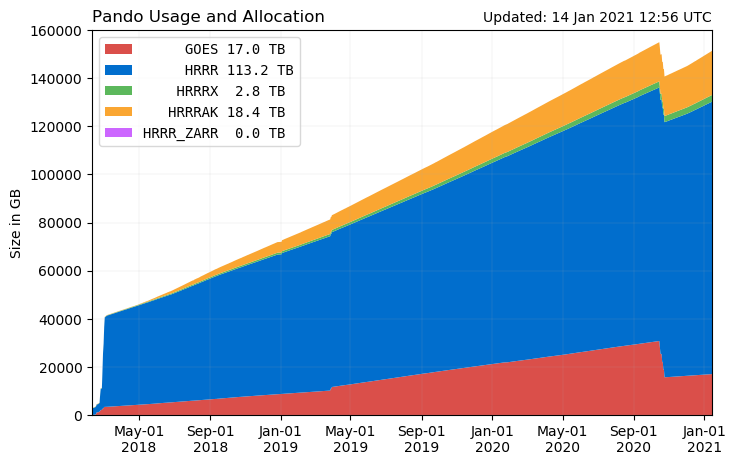 Pando Usage and Allocation
Updated: 14 Jan 2021 12:56 UTC
GOES 17.0 TB
HRRR 113.2 TB
HRRRX 2.8 TB
HRRRAK 18.4 TB
HRRR_ZARR 0.0 TB
Size in GB
160000
140000
120000
100000
80000
60000
40000
20000
0
May-01 Sep-01 Jan-01 May-01 Sep-01 Jan-01 May-01 Sep-01 Jan-01
2018 2018 2019 2019 2019 2020 2020 2020 2021